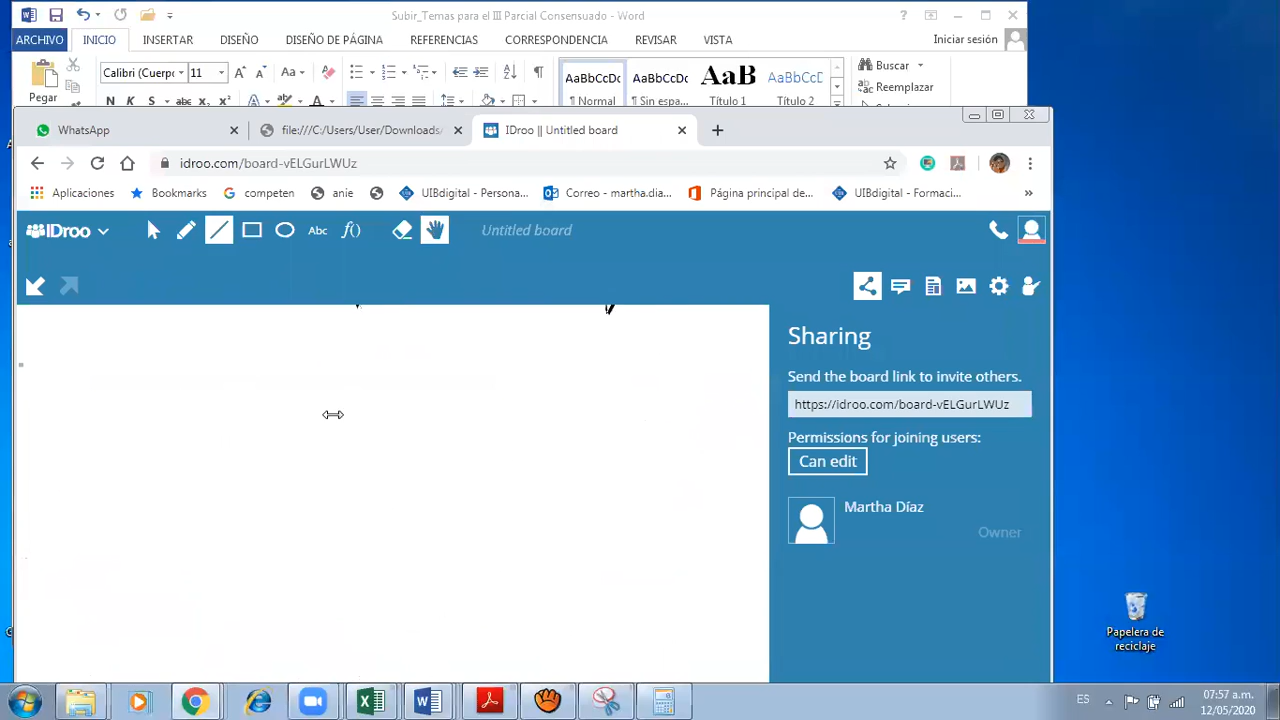 Subir_Temas para el III Parcial Consensuado - Word
ARCHIVO INICIO INSERTAR DISEÑO DISEÑO DE PÁGINA REFERENCIAS CORRESPONDENCIA REVISAR VISTA Iniciar sesión
Pegar
Calibri (Cuerpo 11
N K S abc x₂ x²
AaBbCcDc AaBbCcDc AaB AaBbCcDc
¶ Normal ¶ Sin espa... Título 1 Título 2
Buscar
Reemplazar
WhatsApp file:///C:/Users/User/Downloads/ IDroo || Untitled board
idroo.com/board-vELGurLWUz
Aplicaciones Bookmarks competen anie UIBdigital - Persona... Correo - martha.dia... Página principal de... UIBdigital - Formaci... »
IDroo Abc f() Untitled board
Sharing
Send the board link to invite others.
https://idroo.com/board-vELGurLWUz
Permissions for joining users:
Can edit
Martha Díaz
Owner
Papelera de
reciclaje
ES 07:57 a.m.
12/05/2020